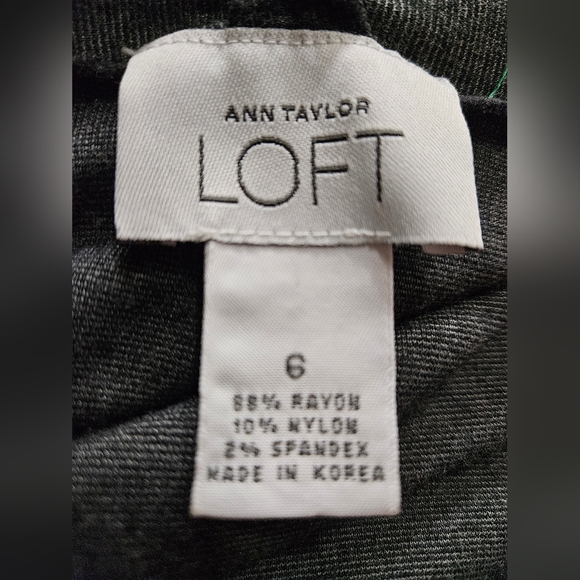 ANN TAYLOR
LOFT
6
88% RAYON
10% NYLON
2% SPANDEX
MADE IN KOREA